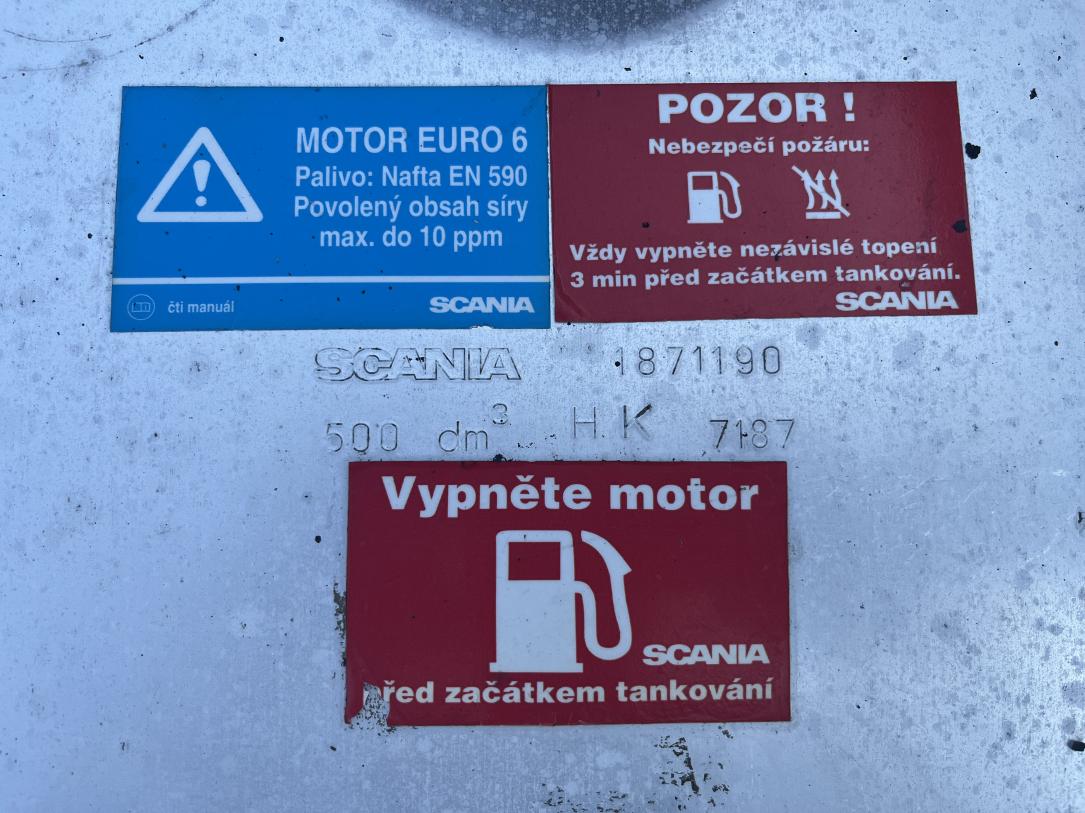 MOTOR EURO 6
Palivo: Nafta EN 590
Povolený obsah síry
max. do 10 ppm
čti manuál
SCANIA
POZOR !
Nebezpečí požáru:
Vždy vypněte nezávislé topení
3 min před začátkem tankování.
SCANIA
SCANIA 1871190
500 dm³ H.K 7187
Vypněte motor
SCANIA
před začátkem tankování